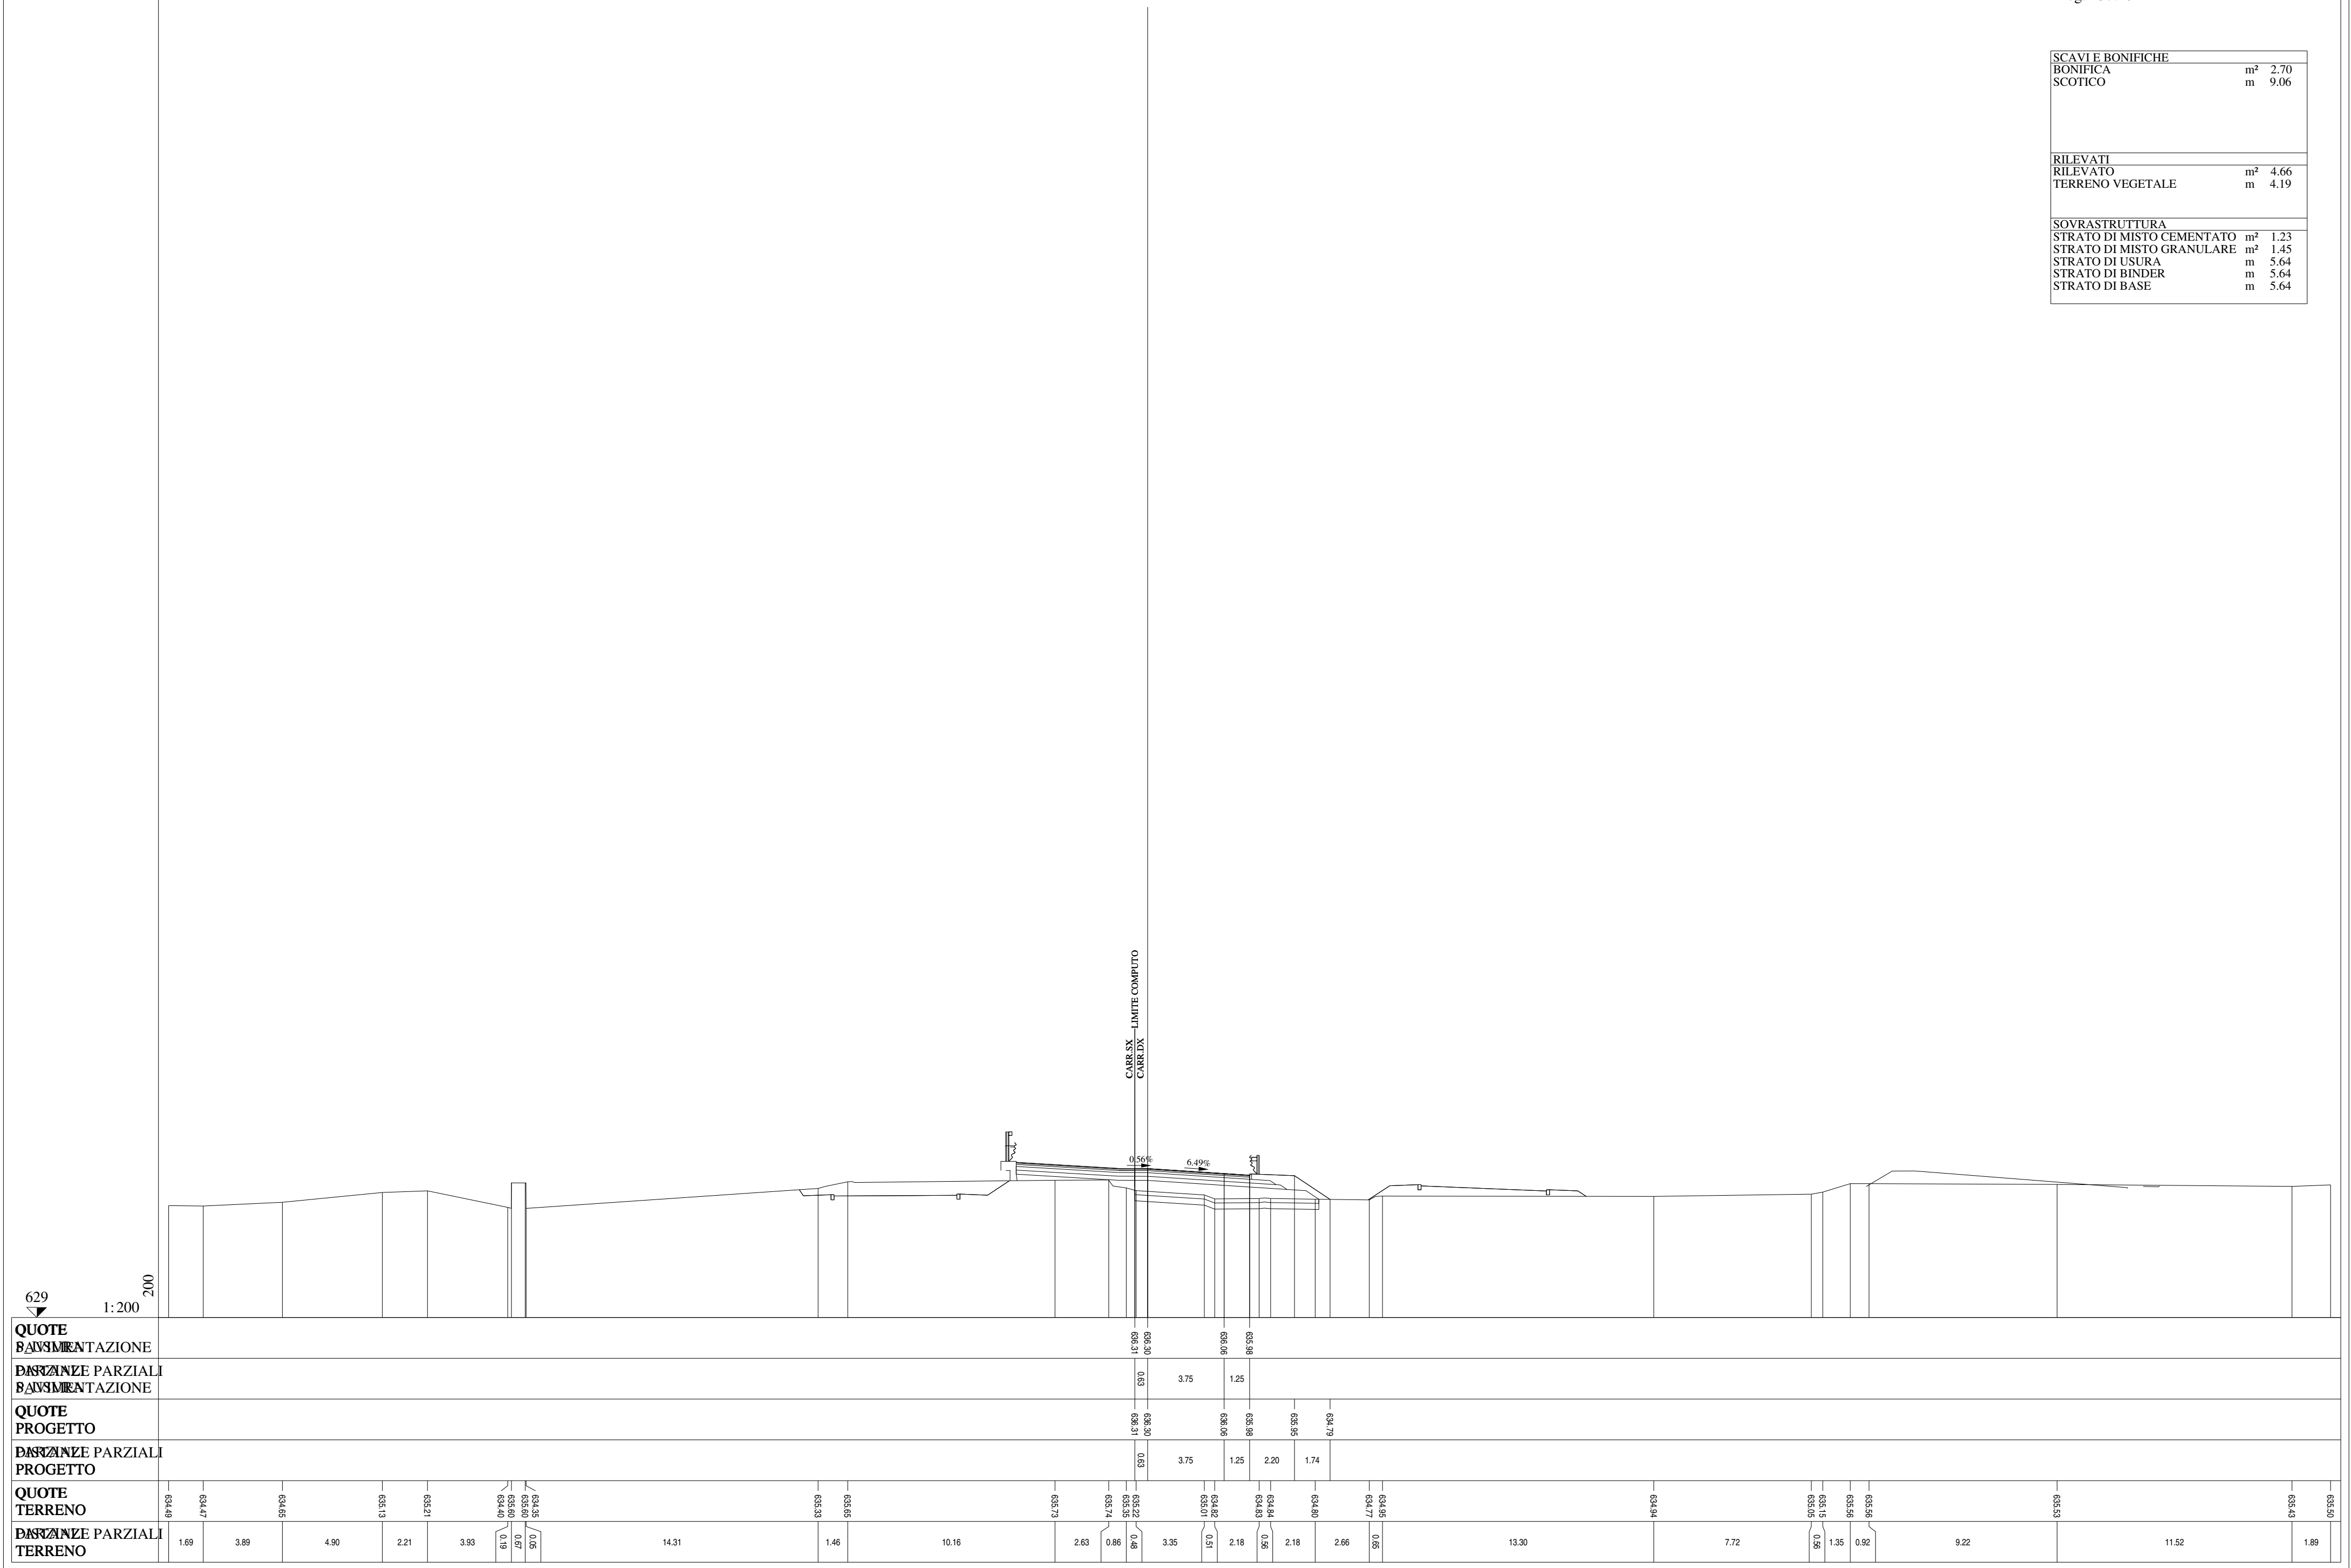 SCAVI E BONIFICHE
BONIFICA m² 2.70
SCOTICO m 9.06
RILEVATI
RILEVATO m² 4.66
TERRENO VEGETALE m 4.19
SOVRASTRUTTURA
STRATO DI MISTO CEMENTATO m² 1.23
STRATO DI MISTO GRANULARE m² 1.45
STRATO DI USURA m 5.64
STRATO DI BINDER m 5.64
STRATO DI BASE m 5.64
LIMITE COMPUTO
CARR.SX
CARR.DX
0.56% 6.49%
629
1:200
200
QUOTE
PAVIMENTAZIONE
636.31 636.30 636.06 635.98
PARZIALI
PAVIMENTAZIONE
0.63 3.75 1.25
QUOTE
PROGETTO
636.31 636.30 636.06 635.98 635.95 634.79
PARZIALI
PROGETTO
0.63 3.75 1.25 2.20 1.74
QUOTE
TERRENO
634.49 634.47 634.65 635.13 635.21 634.40 635.60 635.60 634.35 635.33 635.65 635.73 635.74 635.35 635.22 635.01 634.82 634.83 634.84 634.80 634.77 634.95 634.94 635.05 635.15 635.56 635.56 635.53 635.43 635.50
PARZIALI
TERRENO
1.69 3.89 4.90 2.21 3.93 0.19 0.67 0.05 14.31 1.46 10.16 2.63 0.86 0.48 3.35 0.51 2.18 0.56 2.18 2.66 0.65 13.30 7.72 0.56 1.35 0.92 9.22 11.52 1.89